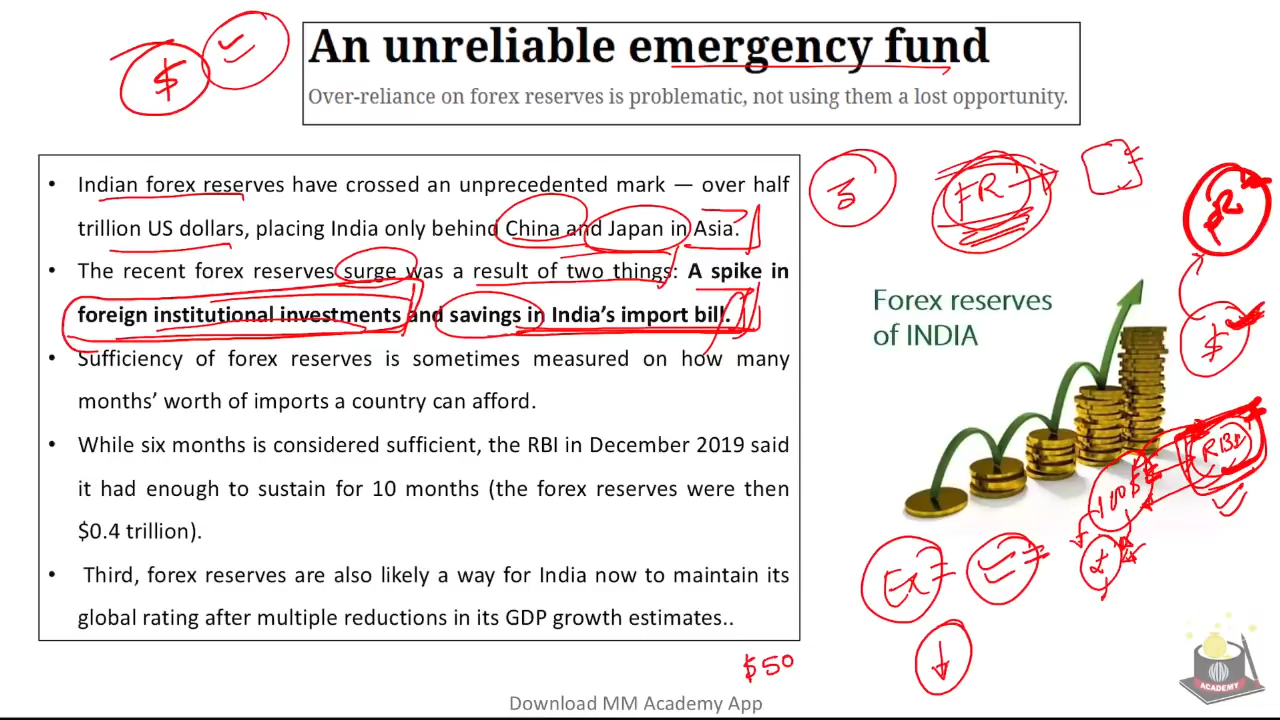 An unreliable emergency fund
Over-reliance on forex reserves is problematic, not using them a lost opportunity.
$
• Indian forex reserves have crossed an unprecedented mark — over half
trillion US dollars, placing India only behind China and Japan in Asia.
• The recent forex reserves surge was a result of two things: A spike in
foreign institutional investments and savings in India's import bill.
• Sufficiency of forex reserves is sometimes measured on how many
months' worth of imports a country can afford.
• While six months is considered sufficient, the RBI in December 2019 said
it had enough to sustain for 10 months (the forex reserves were then
$0.4 trillion).
• Third, forex reserves are also likely a way for India now to maintain its
global rating after multiple reductions in its GDP growth estimates..
FR
Forex reserves
of INDIA
$
RBI
100$
Ex
$50
ACADEMY
Download MM Academy App